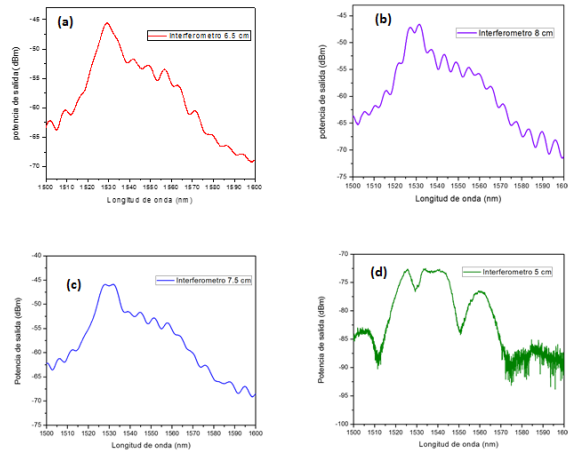 (a)
Interferometro 6.5 cm
potencia de salida (dBm)
-45
-50
-55
-60
-65
-70
1500 1510 1520 1530 1540 1550 1560 1570 1580 1590 1600
Longitud de onda (nm)
(b)
Interferometro 8 cm
potencia de salida (dBm)
-45
-50
-55
-60
-65
-70
-75
1500 1510 1520 1530 1540 1550 1560 1570 1580 1590 1600
Longitud de onda (nm)
(c)
Interferometro 7.5 cm
Potencia de salida (dBm)
-40
-45
-50
-55
-60
-65
-70
-75
1500 1510 1520 1530 1540 1550 1560 1570 1580 1590 1600
Longitud de onda (nm)
(d)
Interferometro 5 cm
Potencia de salida (dBm)
-70
-75
-80
-85
-90
-95
-100
1500 1510 1520 1530 1540 1550 1560 1570 1580 1590 1600
Longitud de onda (nm)